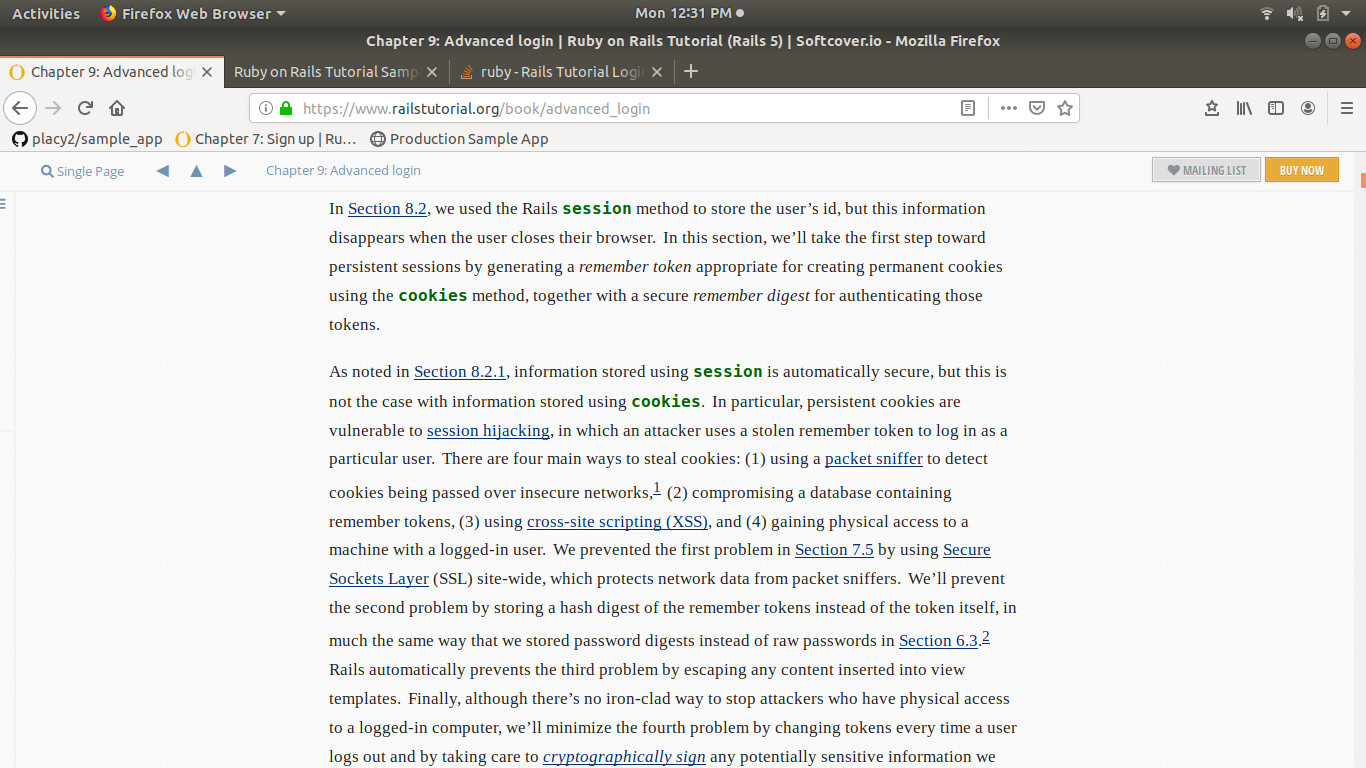 Activities Firefox Web Browser Mon 12:31 PM
Chapter 9: Advanced login | Ruby on Rails Tutorial (Rails 5) | Softcover.io - Mozilla Firefox
Chapter 9: Advanced log Ruby on Rails Tutorial Samp ruby - Rails Tutorial Logi
https://www.railstutorial.org/book/advanced_login
placy2/sample_app Chapter 7: Sign up | Ru… Production Sample App
Single Page Chapter 9: Advanced login MAILING LIST BUY NOW
In Section 8.2, we used the Rails session method to store the user’s id, but this information
disappears when the user closes their browser. In this section, we’ll take the first step toward
persistent sessions by generating a remember token appropriate for creating permanent cookies
using the cookies method, together with a secure remember digest for authenticating those
tokens.
As noted in Section 8.2.1, information stored using session is automatically secure, but this is
not the case with information stored using cookies. In particular, persistent cookies are
vulnerable to session hijacking, in which an attacker uses a stolen remember token to log in as a
particular user. There are four main ways to steal cookies: (1) using a packet sniffer to detect
cookies being passed over insecure networks,1 (2) compromising a database containing
remember tokens, (3) using cross-site scripting (XSS), and (4) gaining physical access to a
machine with a logged-in user. We prevented the first problem in Section 7.5 by using Secure
Sockets Layer (SSL) site-wide, which protects network data from packet sniffers. We’ll prevent
the second problem by storing a hash digest of the remember tokens instead of the token itself, in
much the same way that we stored password digests instead of raw passwords in Section 6.3.2
Rails automatically prevents the third problem by escaping any content inserted into view
templates. Finally, although there’s no iron-clad way to stop attackers who have physical access
to a logged-in computer, we’ll minimize the fourth problem by changing tokens every time a user
logs out and by taking care to cryptographically sign any potentially sensitive information we